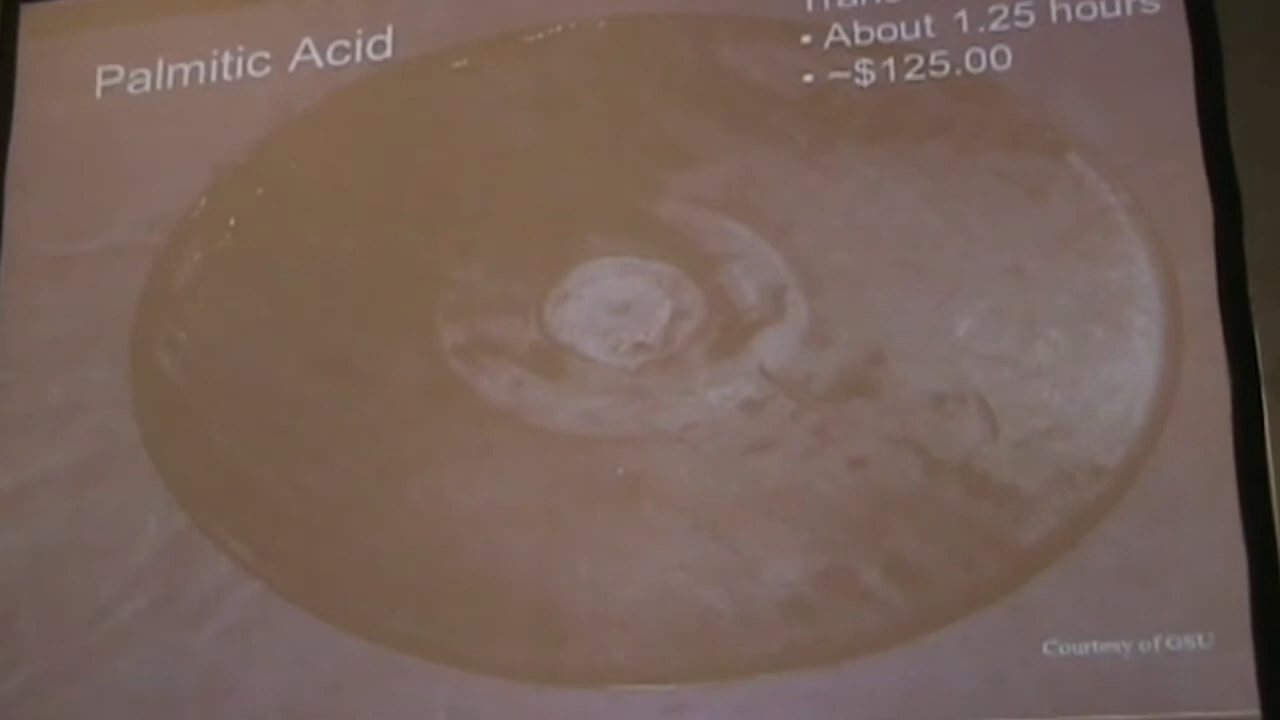 Palmitic Acid
• About 1.25 hours
• ~$125.00
Courtesy of GSU